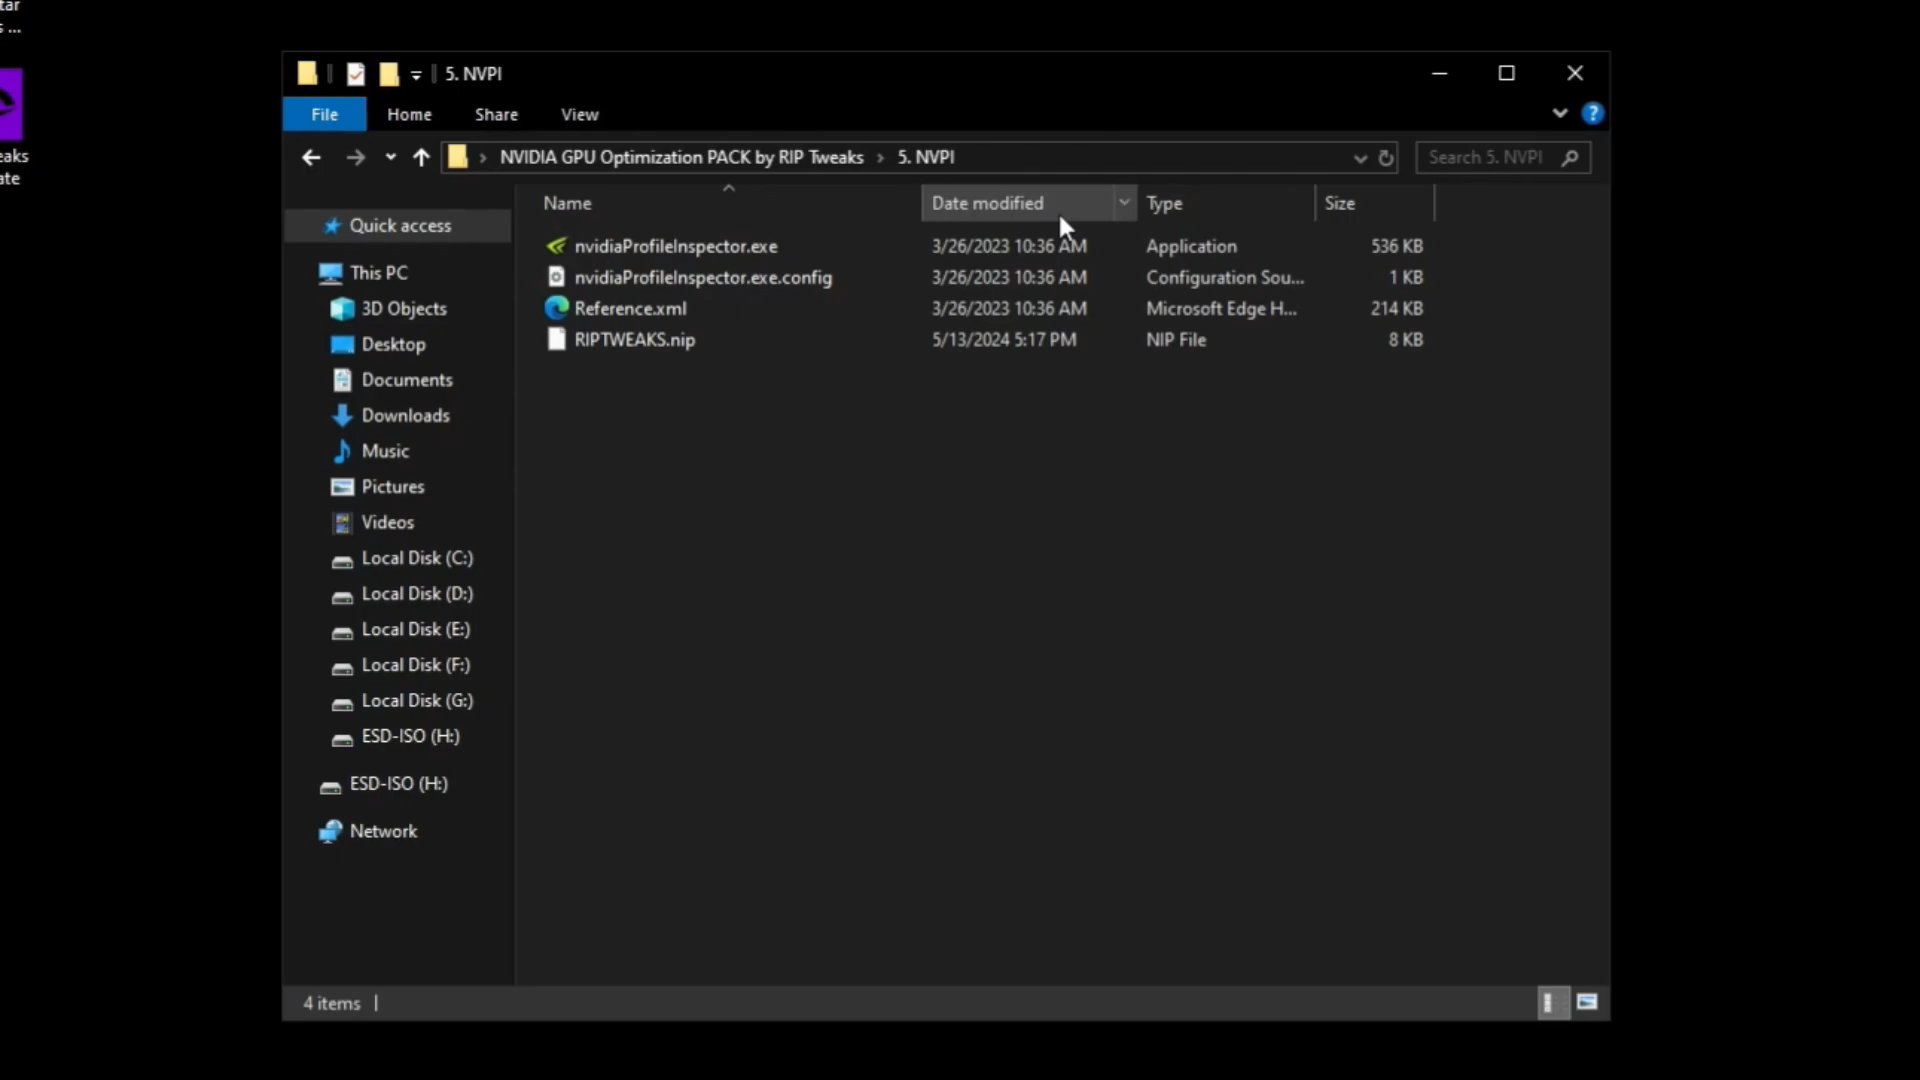 tar
s ...
eaks
ate
5. NVPI
File Home Share View
NVIDIA GPU Optimization PACK by RIP Tweaks > 5. NVPI Search 5. NVPI
Name Date modified Type Size
nvidiaProfileInspector.exe 3/26/2023 10:36 AM Application 536 KB
nvidiaProfileInspector.exe.config 3/26/2023 10:36 AM Configuration Sou... 1 KB
Reference.xml 3/26/2023 10:36 AM Microsoft Edge H... 214 KB
RIPTWEAKS.nip 5/13/2024 5:17 PM NIP File 8 KB
Quick access
This PC
3D Objects
Desktop
Documents
Downloads
Music
Pictures
Videos
Local Disk (C:)
Local Disk (D:)
Local Disk (E:)
Local Disk (F:)
Local Disk (G:)
ESD-ISO (H:)
ESD-ISO (H:)
Network
4 items